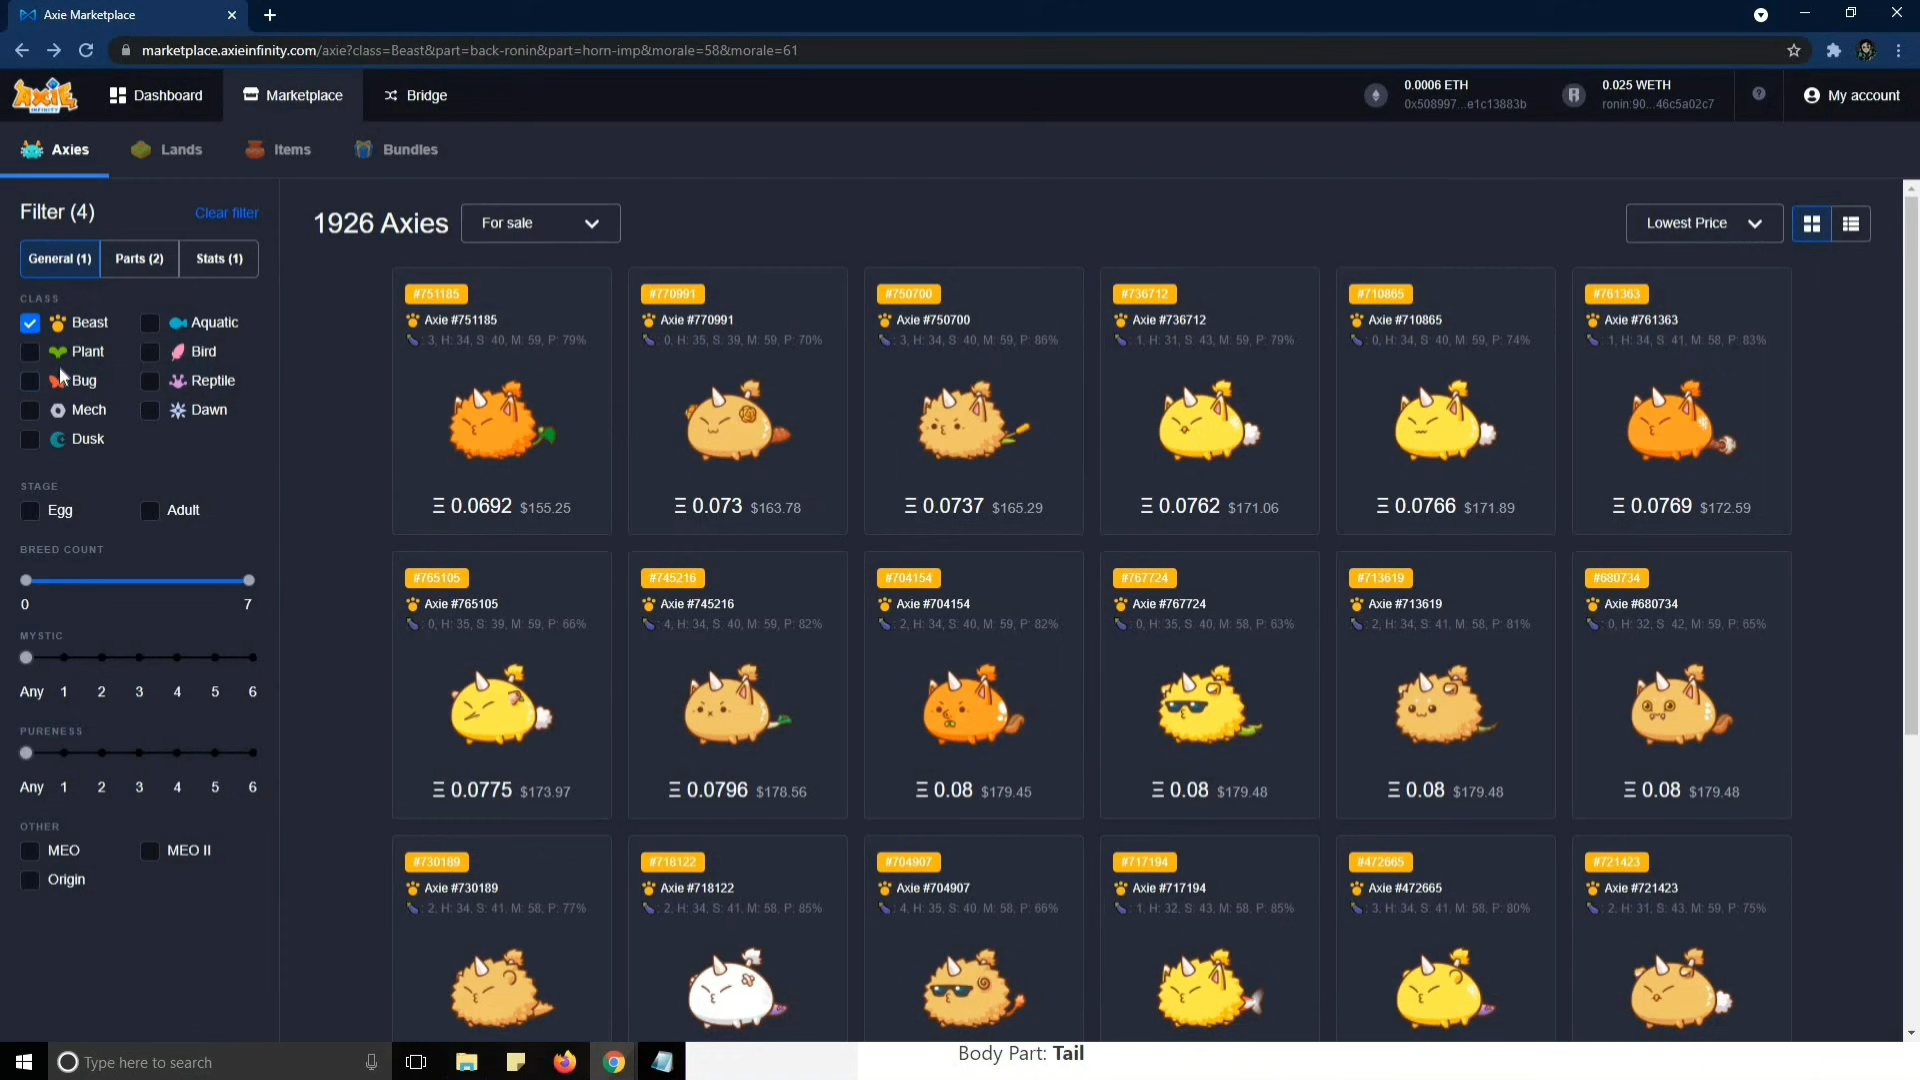 Axie Marketplace
marketplace.axieinfinity.com/axie?class=Beast&part=back-ronin&part=horn-imp&morale=58&morale=61
AXIE INFINITY
Dashboard
Marketplace
Bridge
0.0006 ETH
0x508997...e1c13883b
0.025 WETH
ronin:90...46c5a02c7
My account
Axies
Lands
Items
Bundles
Filter (4)
Clear filter
General (1)
Parts (2)
Stats (1)
CLASS
Beast
Aquatic
Plant
Bird
Bug
Reptile
Mech
Dawn
Dusk
STAGE
Egg
Adult
BREED COUNT
0 7
MYSTIC
Any 1 2 3 4 5 6
PURENESS
Any 1 2 3 4 5 6
OTHER
MEO
MEO II
Origin
1926 Axies
For sale
Lowest Price
#751185
Axie #751185
: 3, H: 34, S: 40, M: 59, P: 79%
Ξ 0.0692 $155.25
#770991
Axie #770991
: 0, H: 35, S: 39, M: 59, P: 70%
Ξ 0.073 $163.78
#750700
Axie #750700
: 3, H: 34, S: 40, M: 59, P: 86%
Ξ 0.0737 $165.29
#736712
Axie #736712
: 1, H: 31, S: 43, M: 59, P: 79%
Ξ 0.0762 $171.06
#710865
Axie #710865
: 0, H: 34, S: 40, M: 59, P: 74%
Ξ 0.0766 $171.89
#761363
Axie #761363
: 1, H: 34, S: 41, M: 58, P: 83%
Ξ 0.0769 $172.59
#765105
Axie #765105
: 0, H: 35, S: 39, M: 59, P: 66%
Ξ 0.0775 $173.97
#745216
Axie #745216
: 4, H: 34, S: 40, M: 59, P: 82%
Ξ 0.0796 $178.56
#704154
Axie #704154
: 2, H: 34, S: 40, M: 59, P: 82%
Ξ 0.08 $179.45
#767724
Axie #767724
: 0, H: 35, S: 40, M: 58, P: 63%
Ξ 0.08 $179.48
#713619
Axie #713619
: 2, H: 34, S: 41, M: 58, P: 81%
Ξ 0.08 $179.48
#680734
Axie #680734
: 0, H: 32, S: 42, M: 59, P: 65%
Ξ 0.08 $179.48
#730189
Axie #730189
: 2, H: 34, S: 41, M: 58, P: 77%
#718122
Axie #718122
: 2, H: 34, S: 41, M: 58, P: 85%
#704907
Axie #704907
: 4, H: 35, S: 40, M: 58, P: 66%
#717194
Axie #717194
: 1, H: 32, S: 43, M: 58, P: 85%
#472665
Axie #472665
: 3, H: 34, S: 41, M: 58, P: 80%
#721423
Axie #721423
: 2, H: 31, S: 43, M: 59, P: 75%
Type here to search
Body Part: Tail